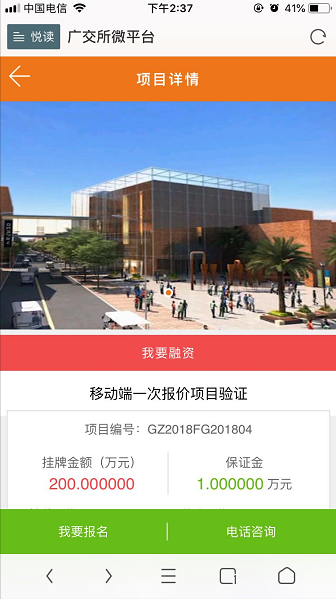 中国电信 下午2:37 41%
悦读 广交所微平台
项目详情
我要融资
移动端一次报价项目验证
项目编号: GZ2018FG201804
挂牌金额（万元） 保证金
200.000000 1.000000 万元
我要报名 电话咨询